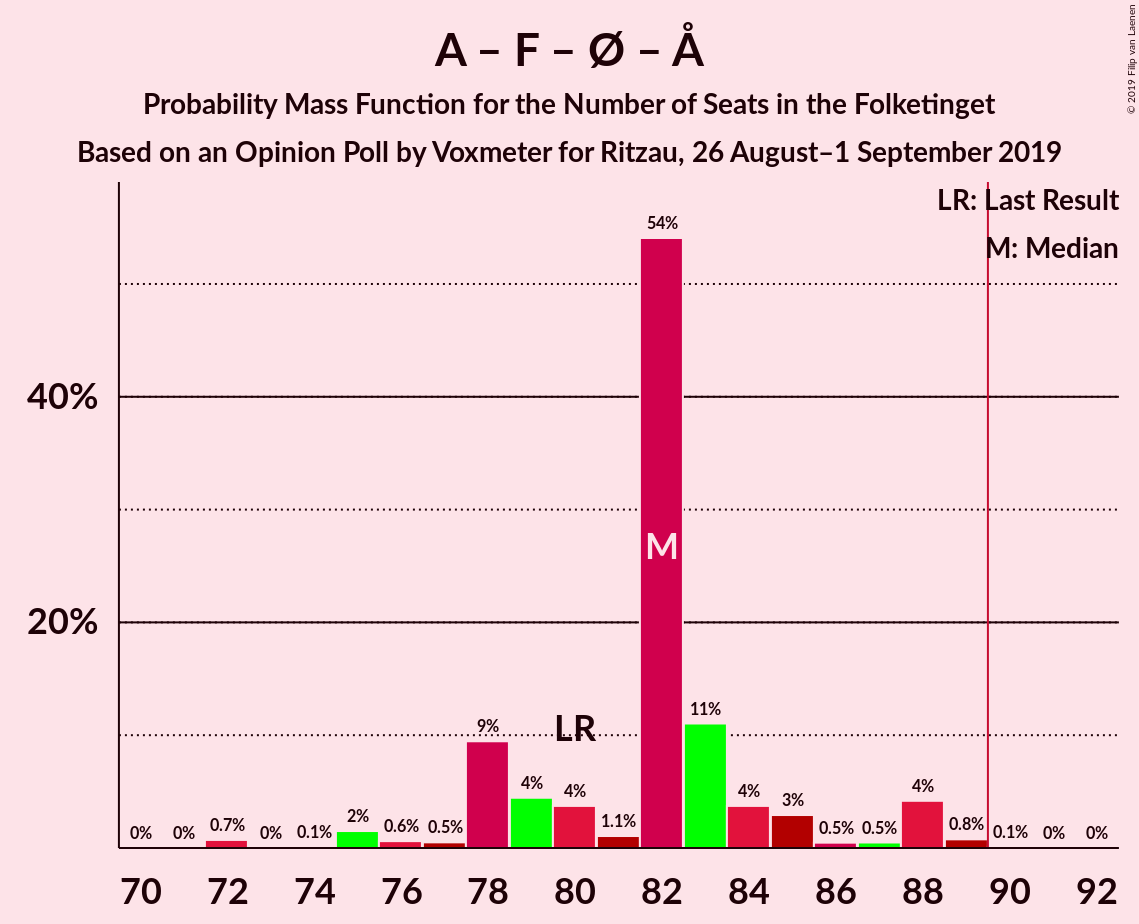 A – F – Ø – Å
Probability Mass Function for the Number of Seats in the Folketinget
Based on an Opinion Poll by Voxmeter for Ritzau, 26 August–1 September 2019
© 2019 Filip van Laenen
LR: Last Result
M: Median
54%
40%
M
20%
11%
LR
9%
4%
4%
4%
4%
3%
2%
1.1%
0.7%
0.8%
0.6%
0.5%
0.5%
0.5%
0%
0%
0%
0.1%
0.1%
0%
0%
70 72 74 76 78 80 82 84 86 88 90 92